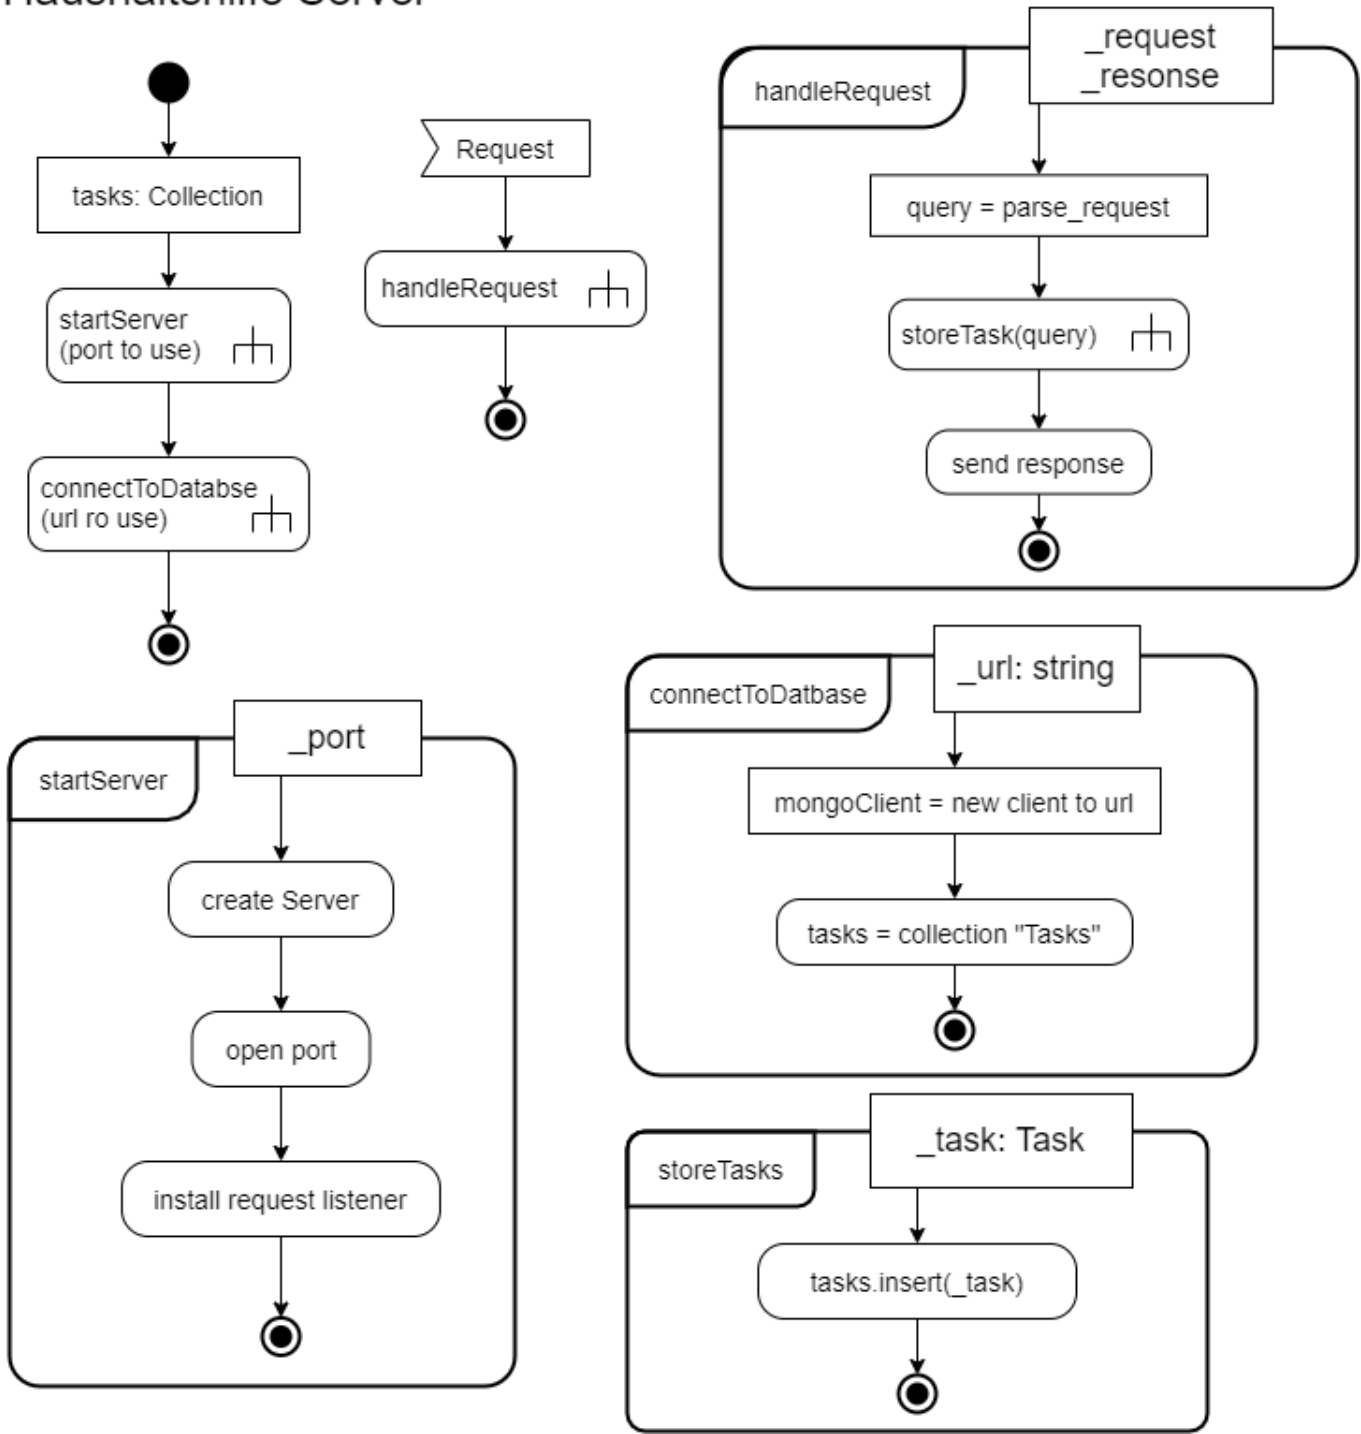 Haushaltshilfe Server
tasks: Collection
startServer
(port to use)
connectToDatabse
(url ro use)
Request
handleRequest
handleRequest
_request
_resonse
query = parse_request
storeTask(query)
send response
startServer
_port
create Server
open port
install request listener
connectToDatbase
_url: string
mongoClient = new client to url
tasks = collection "Tasks"
storeTasks
_task: Task
tasks.insert(_task)